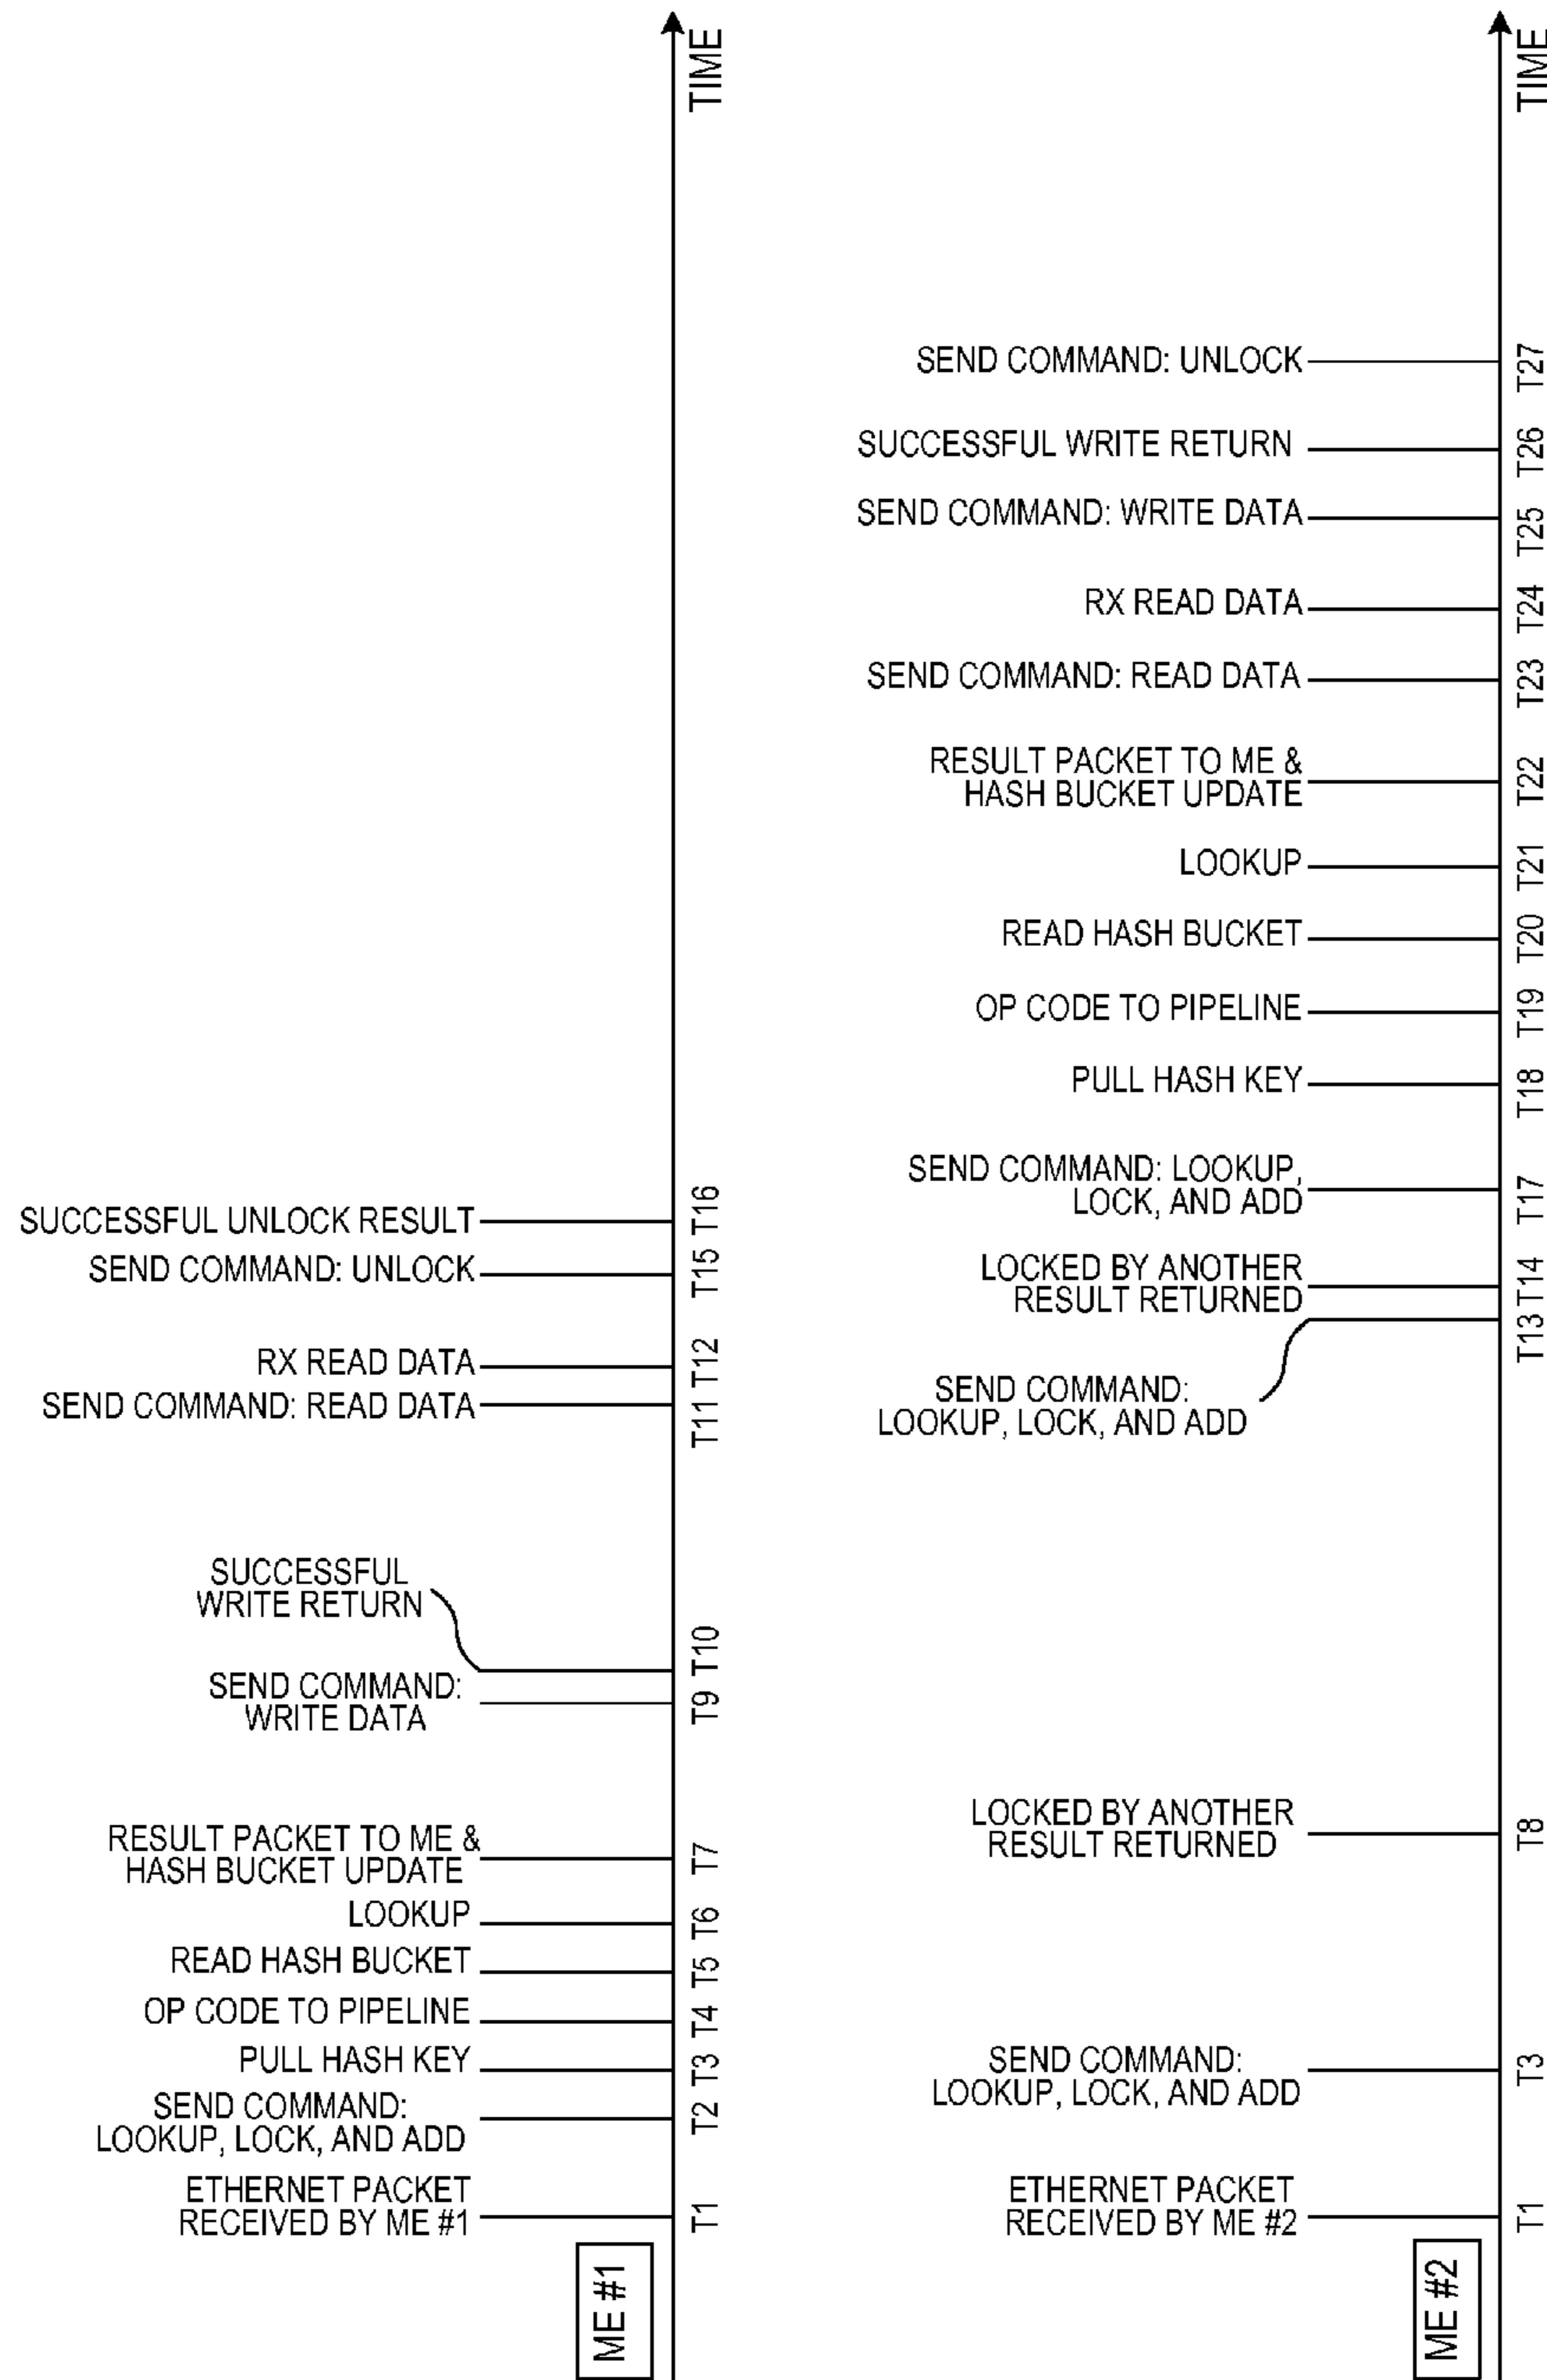 TIME
SUCCESSFUL UNLOCK RESULT
T16
SEND COMMAND: UNLOCK
T15
RX READ DATA
T12
SEND COMMAND: READ DATA
T11
SUCCESSFUL
WRITE RETURN
T10
SEND COMMAND:
WRITE DATA
T9
RESULT PACKET TO ME &
HASH BUCKET UPDATE
T7
LOOKUP
T6
READ HASH BUCKET
T5
OP CODE TO PIPELINE
T4
PULL HASH KEY
T3
SEND COMMAND:
LOOKUP, LOCK, AND ADD
T2
ETHERNET PACKET
RECEIVED BY ME #1
T1
ME #1
TIME
SEND COMMAND: UNLOCK
T27
SUCCESSFUL WRITE RETURN
T26
SEND COMMAND: WRITE DATA
T25
RX READ DATA
T24
SEND COMMAND: READ DATA
T23
RESULT PACKET TO ME &
HASH BUCKET UPDATE
T22
LOOKUP
T21
READ HASH BUCKET
T20
OP CODE TO PIPELINE
T19
PULL HASH KEY
T18
SEND COMMAND: LOOKUP,
LOCK, AND ADD
T17
LOCKED BY ANOTHER
RESULT RETURNED
T14
T13
SEND COMMAND:
LOOKUP, LOCK, AND ADD
LOCKED BY ANOTHER
RESULT RETURNED
T8
SEND COMMAND:
LOOKUP, LOCK, AND ADD
T3
ETHERNET PACKET
RECEIVED BY ME #2
T1
ME #2